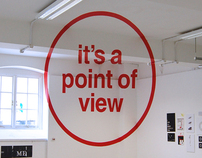 it's a
point of
view